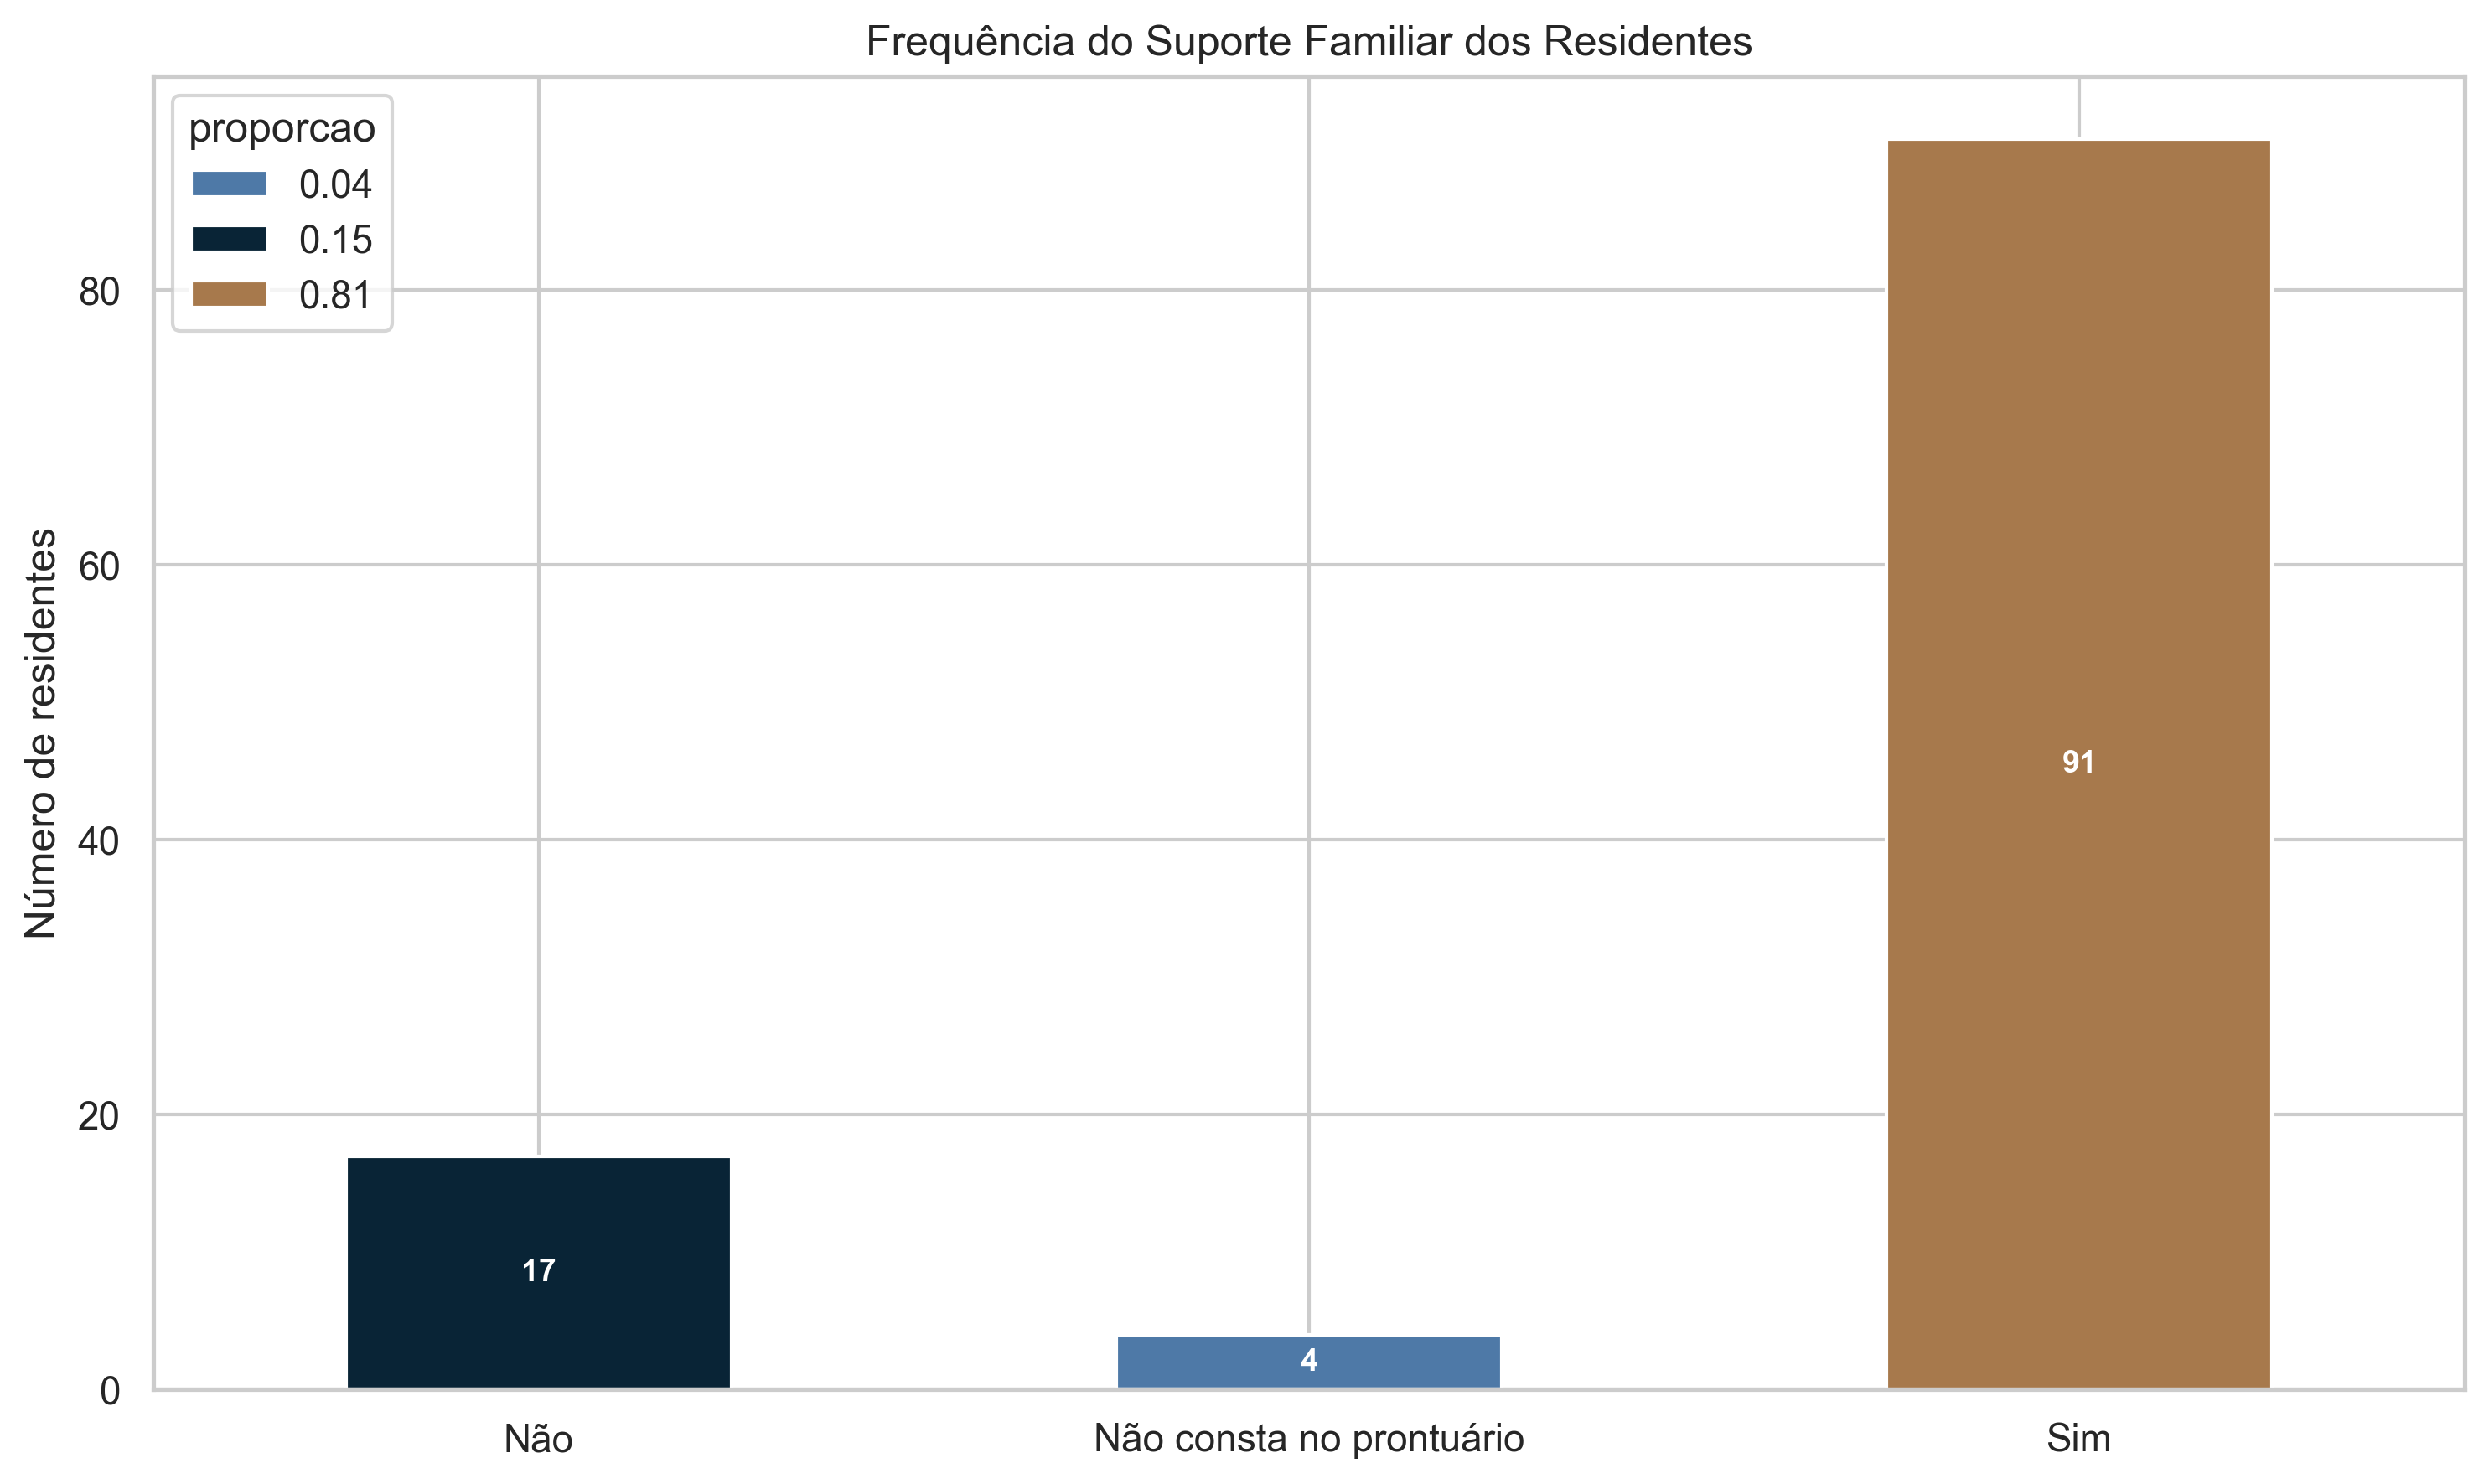 Frequência do Suporte Familiar dos Residentes
proporcao
0.04
0.15
0.81
Número de residentes
80
60
40
20
0
17
4
91
Não
Não consta no prontuário
Sim